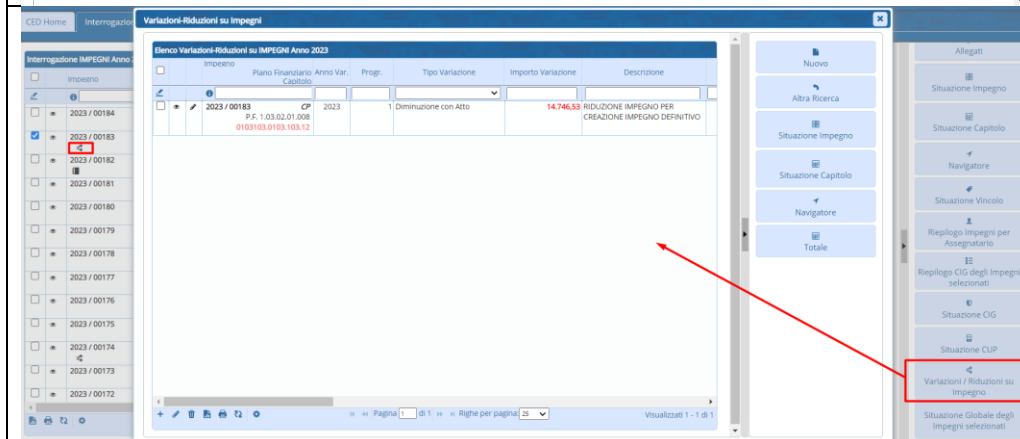 CED Home
Interrogazion
Variazioni-Riduzioni su Impegni
Interrogazione IMPEGNI Anno 2
Impegno
2023 / 00184
2023 / 00183
2023 / 00182
2023 / 00181
2023 / 00180
2023 / 00179
2023 / 00178
2023 / 00177
2023 / 00176
2023 / 00175
2023 / 00174
2023 / 00173
2023 / 00172
Elenco Variazioni-Riduzioni su IMPEGNI Anno 2023
Impegno
Piano Finanziario
Capitolo
Anno Var.
Progr.
Tipo Variazione
Importo Variazione
Descrizione
2023 / 00183 CP 2023 1 Diminuzione con Atto 14.746,53 RIDUZIONE IMPEGNO PER
P.F. 1.03.02.01.008 CREAZIONE IMPEGNO DEFINITIVO
0103103.0103.103.12
Pagina 1 di 1 Righe per pagina: 25 Visualizzati 1 - 1 di 1
Nuovo
Altra Ricerca
Situazione Impegno
Situazione Capitolo
Navigatore
Totale
Allegati
Situazione Impegno
Situazione Capitolo
Navigatore
Situazione Vincolo
Riepilogo Impegni per
Assegnatario
Riepilogo CIG degli Impegni
selezionati
Situazione CIG
Situazione CUP
Variazioni / Riduzioni su
Impegno
Situazione Globale degli
Impegni selezionati